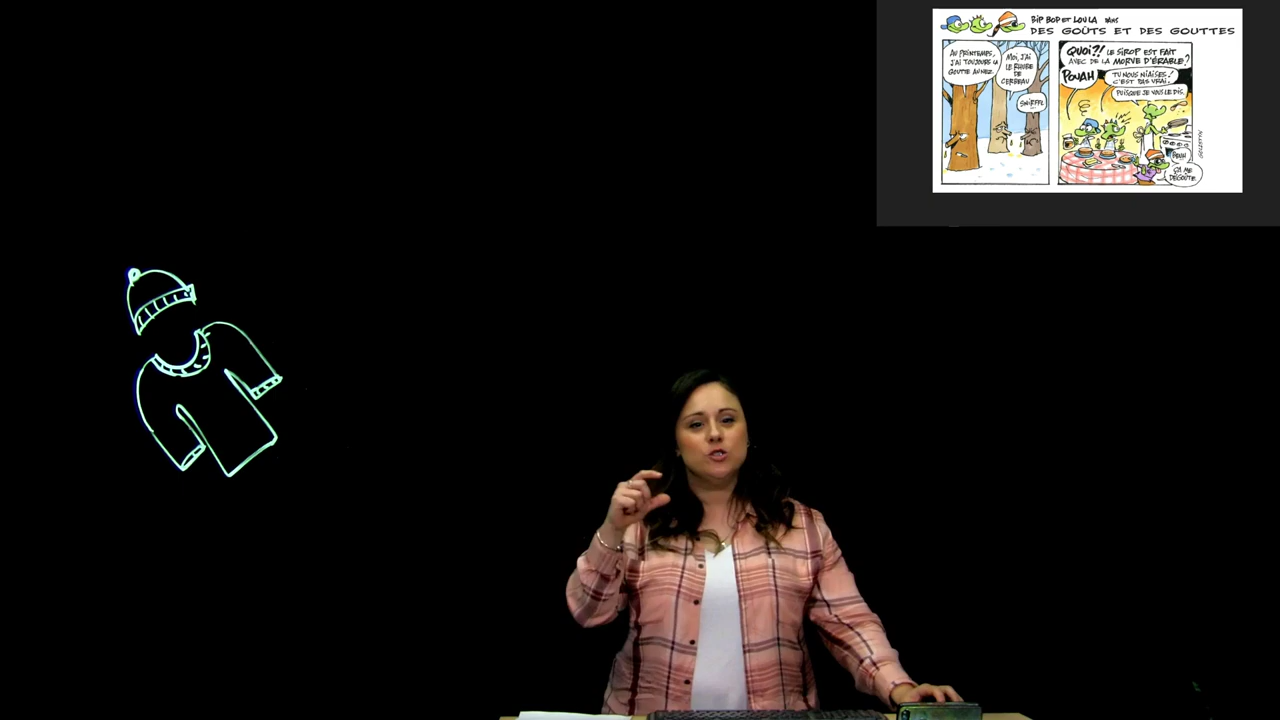 BIP BOP ET LOULA DANS
DES GOÛTS ET DES GOUTTES
AU PRINTEMPS,
J'AI TOUJOURS LA
GOUTTE AU NEZ.
MOI, J'AI
LE RHUME
DE
CERVEAU
SNIRFFL
QUOI?! LE SIROP EST FAIT
AVEC DE LA MORVE D'ÉRABLE?
POUAH
TU NOUS NIAISES!
C'EST PAS VRAI.
PUISQUE JE VOUS LE DIS.
ÇA ME
DÉGOÛTE